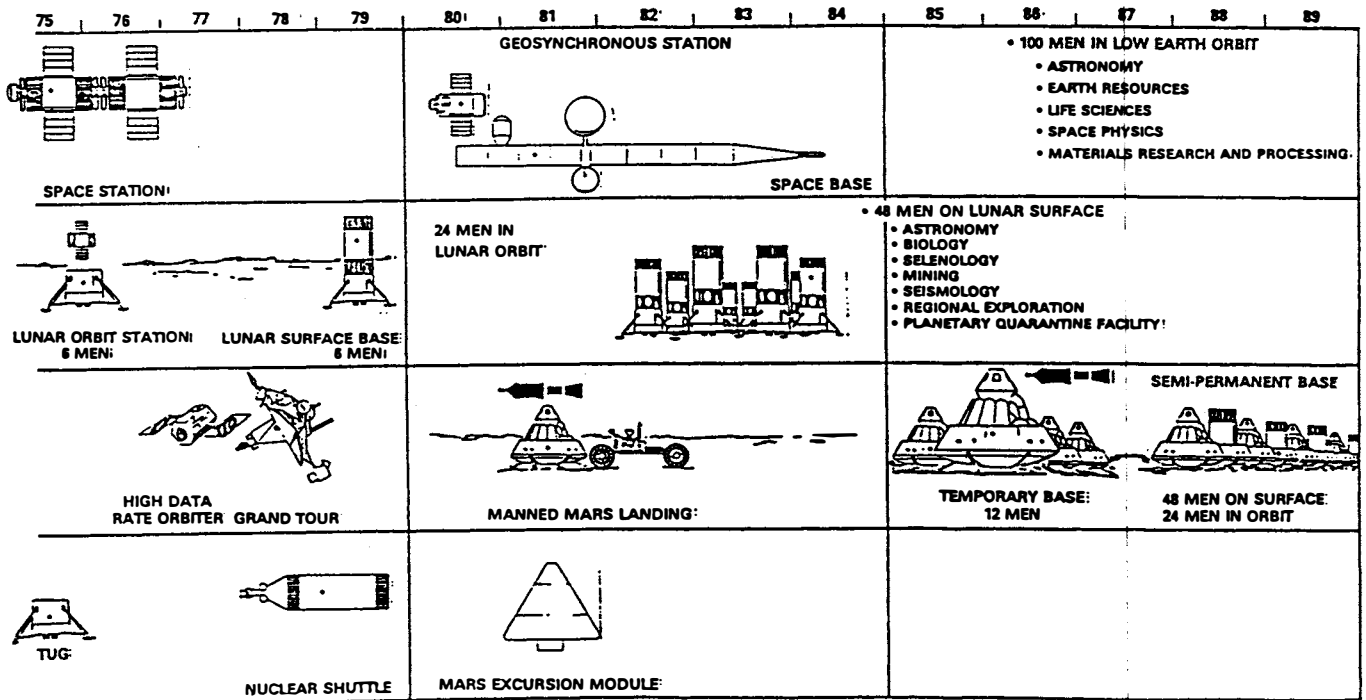 75 76 77 78 79 80 81 82 83 84 85 86 87 88 89
GEOSYNCHRONOUS STATION
SPACE STATION
SPACE BASE
• 100 MEN IN LOW EARTH ORBIT
• ASTRONOMY
• EARTH RESOURCES
• LIFE SCIENCES
• SPACE PHYSICS
• MATERIALS RESEARCH AND PROCESSING
LUNAR ORBIT STATION
6 MEN
LUNAR SURFACE BASE
6 MEN
24 MEN IN
LUNAR ORBIT
• 48 MEN ON LUNAR SURFACE
• ASTRONOMY
• BIOLOGY
• SELENOLOGY
• MINING
• SEISMOLOGY
• REGIONAL EXPLORATION
• PLANETARY QUARANTINE FACILITY
HIGH DATA
RATE ORBITER GRAND TOUR
MANNED MARS LANDING
TEMPORARY BASE
12 MEN
SEMI-PERMANENT BASE
48 MEN ON SURFACE
24 MEN IN ORBIT
TUG
NUCLEAR SHUTTLE
MARS EXCURSION MODULE